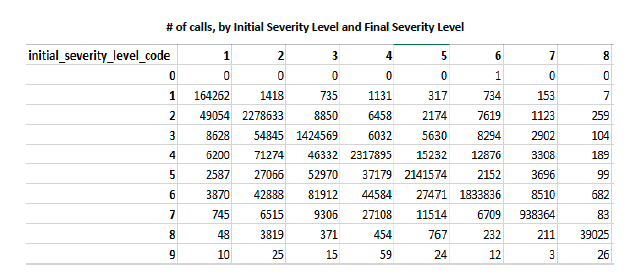 # of calls, by Initial Severity Level and Final Severity Level
initial_severity_level_code 1 2 3 4 5 6 7 8
0 0 0 0 0 0 1 0 0
1 164262 1418 735 1131 317 734 153 7
2 49054 2278633 8850 6458 2174 7619 1123 259
3 8628 54845 1424569 6032 5630 8294 2902 104
4 6200 71274 46332 2317895 15232 12876 3308 189
5 2587 27066 52970 37179 2141574 2152 3696 99
6 3870 42888 81912 44584 27471 1833836 8510 682
7 745 6515 9306 27108 11514 6709 938364 83
8 48 3819 371 454 767 232 211 39025
9 10 25 15 59 24 12 3 26